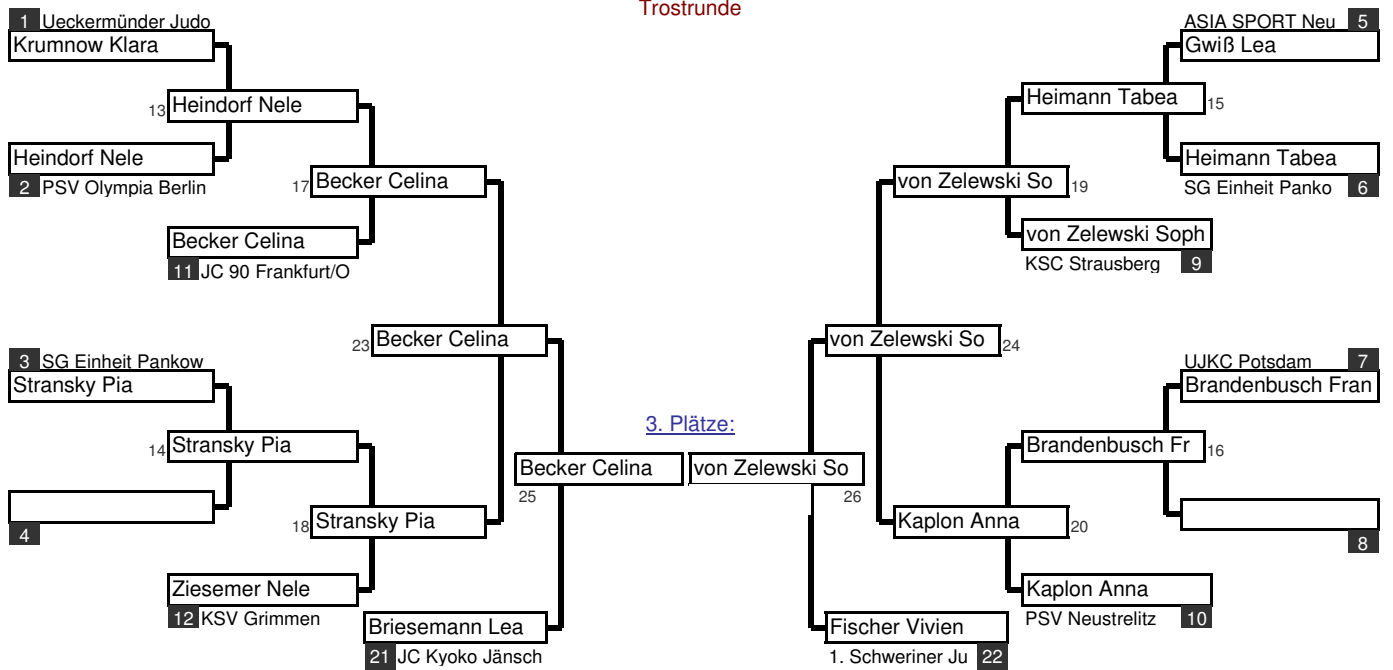 Trostrunde
1 Ueckermünder Judo
Krumnow Klara
13 Heindorf Nele
Heindorf Nele
2 PSV Olympia Berlin
17 Becker Celina
Becker Celina
11 JC 90 Frankfurt/O
23 Becker Celina
3 SG Einheit Pankow
Stransky Pia
14 Stransky Pia
4
18 Stransky Pia
Ziesemer Nele
12 KSV Grimmen
Briesemann Lea
21 JC Kyoko Jänsch
3. Plätze:
Becker Celina
25
von Zelewski So
26
ASIA SPORT Neu 5
Gwiß Lea
Heimann Tabea 15
Heimann Tabea
SG Einheit Panko 6
von Zelewski So 19
von Zelewski Soph
KSC Strausberg 9
von Zelewski So 24
UJKC Potsdam 7
Brandenbusch Fran
Brandenbusch Fr 16
8
Kaplon Anna 20
Kaplon Anna
PSV Neustrelitz 10
Fischer Vivien
1. Schweriner Ju 22